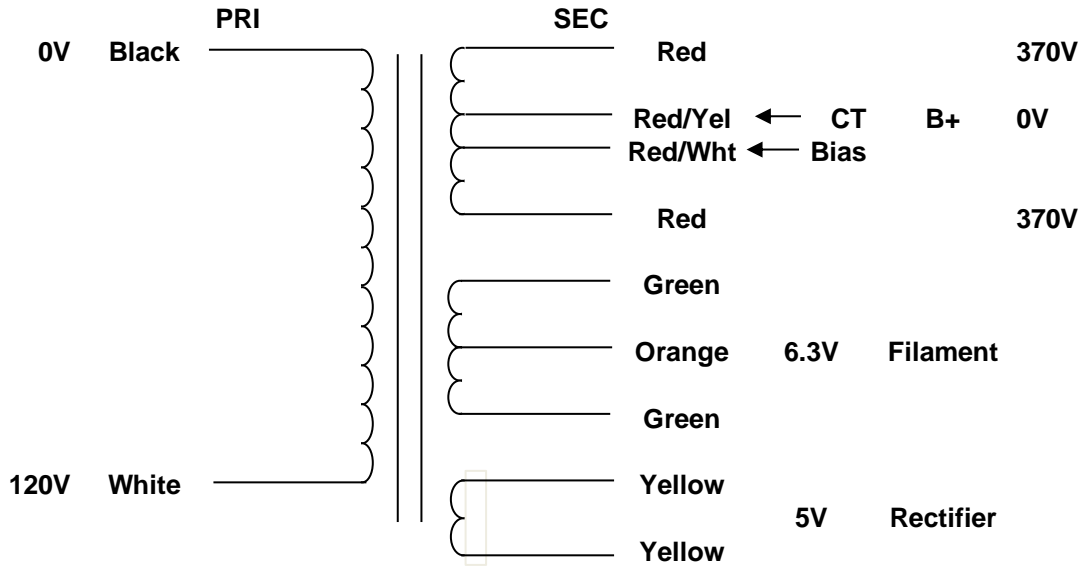 PRI SEC
0V Black Red 370V
Red/Yel CT B+ 0V
Red/Wht Bias
Red 370V
Green
Orange 6.3V Filament
Green
120V White Yellow
5V Rectifier
Yellow